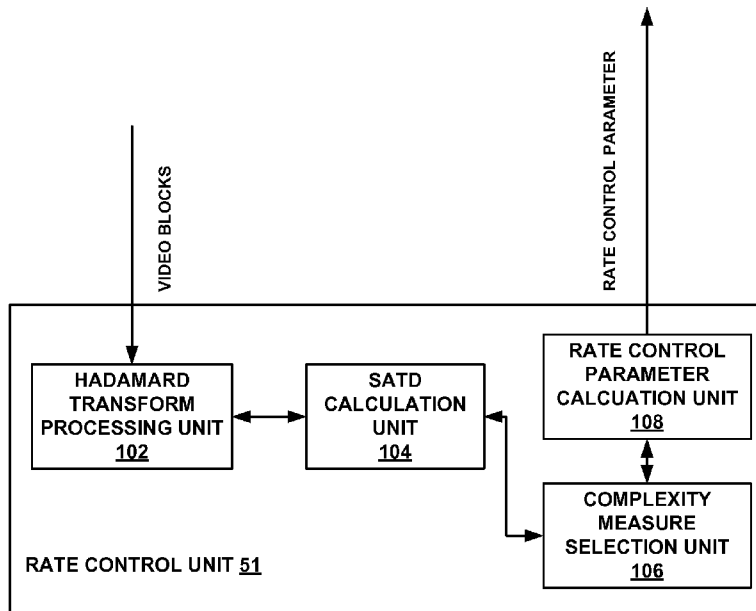 VIDEO BLOCKS
RATE CONTROL PARAMETER
HADAMARD
TRANSFORM
PROCESSING UNIT
102
SATD
CALCULATION
UNIT
104
RATE CONTROL
PARAMETER
CALCUATION UNIT
108
COMPLEXITY
MEASURE
SELECTION UNIT
106
RATE CONTROL UNIT 51